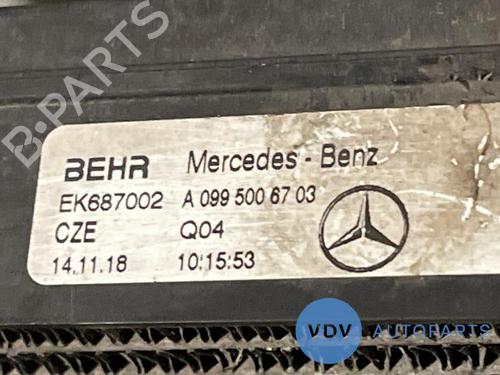 B-PARTS
BEHR Mercedes - Benz
EK687002 A 099 500 67 03
CZE Q04
14.11.18 10:15:53
VDV AUTOPARTS